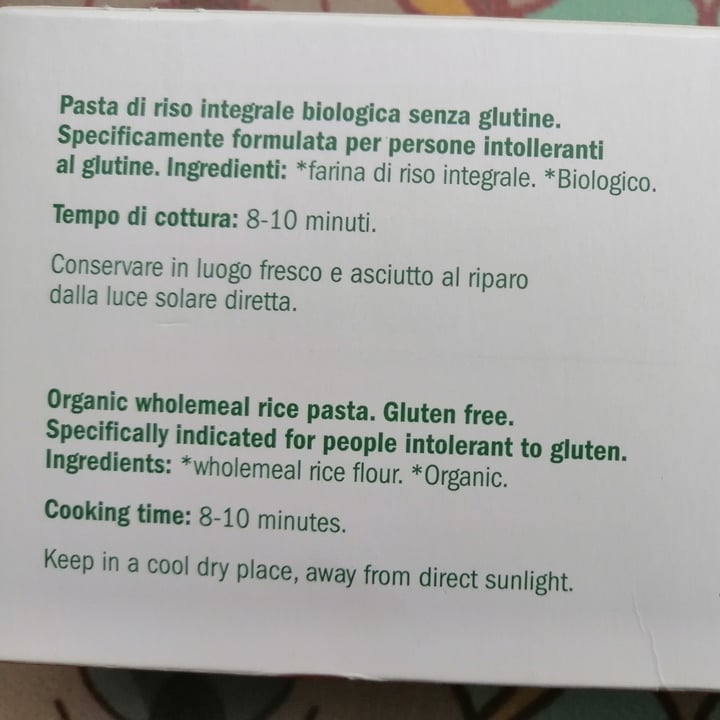 Pasta di riso integrale biologica senza glutine.
Specificamente formulata per persone intolleranti
al glutine. Ingredienti: *farina di riso integrale. *Biologico.
Tempo di cottura: 8-10 minuti.
Conservare in luogo fresco e asciutto al riparo
dalla luce solare diretta.
Organic wholemeal rice pasta. Gluten free.
Specifically indicated for people intolerant to gluten.
Ingredients: *wholemeal rice flour. *Organic.
Cooking time: 8-10 minutes.
Keep in a cool dry place, away from direct sunlight.